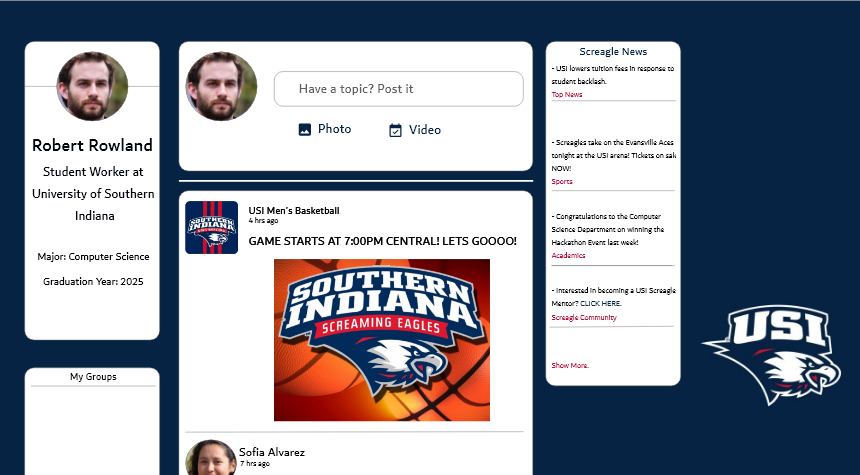 Robert Rowland
Student Worker at
University of Southern
Indiana
Major: Computer Science
Graduation Year: 2025
My Groups
Have a topic? Post it
Photo
Video
USI Men's Basketball
4 hrs ago
GAME STARTS AT 7:00PM CENTRAL! LETS GOOOO!
SOUTHERN
INDIANA
SCREAMING EAGLES
SOUTHERN
INDIANA
SCREAMING EAGLES
Sofia Alvarez
7 hrs ago
Screagle News
- USI lowers tuition fees in response to
student backlash.
Top News
- Screagles take on the Evansville Aces
tonight at the USI arena! Tickets on sale
NOW!
Sports
- Congratulations to the Computer
Science Department on winning the
Hackathon Event last week!
Academics
- Interested in becoming a USI Screagle
Mentor? CLICK HERE.
Screagle Community
Show More.
USI